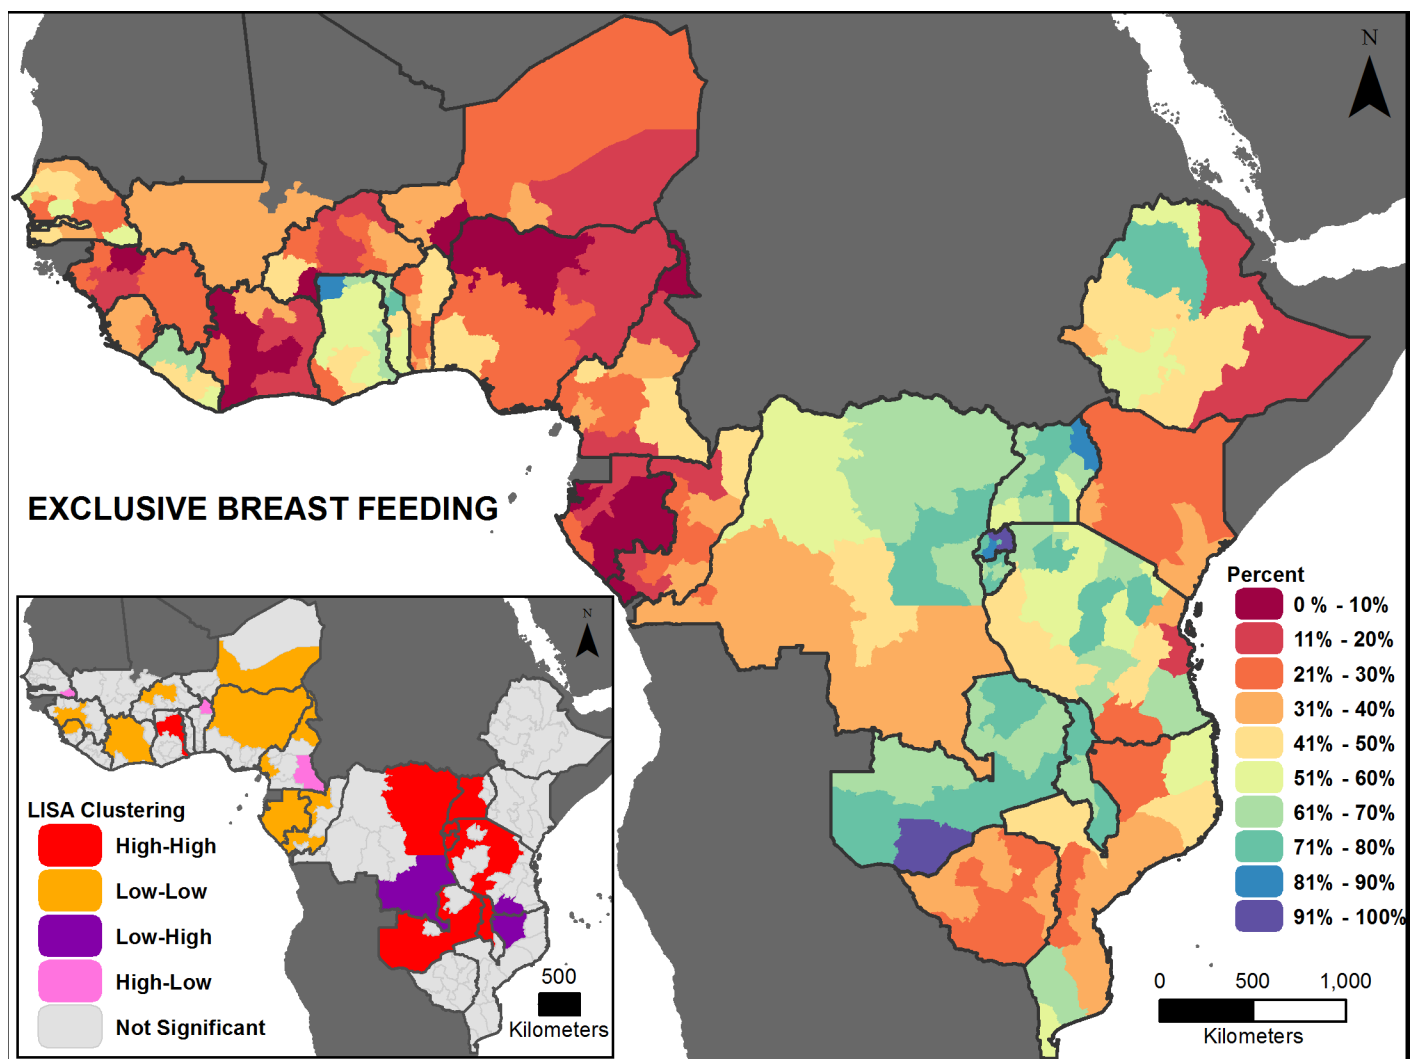 N
EXCLUSIVE BREAST FEEDING
Percent
0 % - 10%
11% - 20%
21% - 30%
31% - 40%
41% - 50%
51% - 60%
61% - 70%
71% - 80%
81% - 90%
91% - 100%
0 500 1,000
Kilometers
N
LISA Clustering
High-High
Low-Low
Low-High
High-Low
Not Significant
500
Kilometers